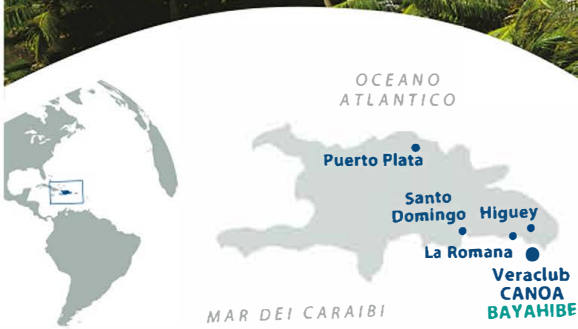 OCEANO
ATLANTICO
Puerto Plata
Santo
Domingo
Higuey
La Romana
Veraclub
CANOA
BAYAHIBE
MAR DEI CARAIBI